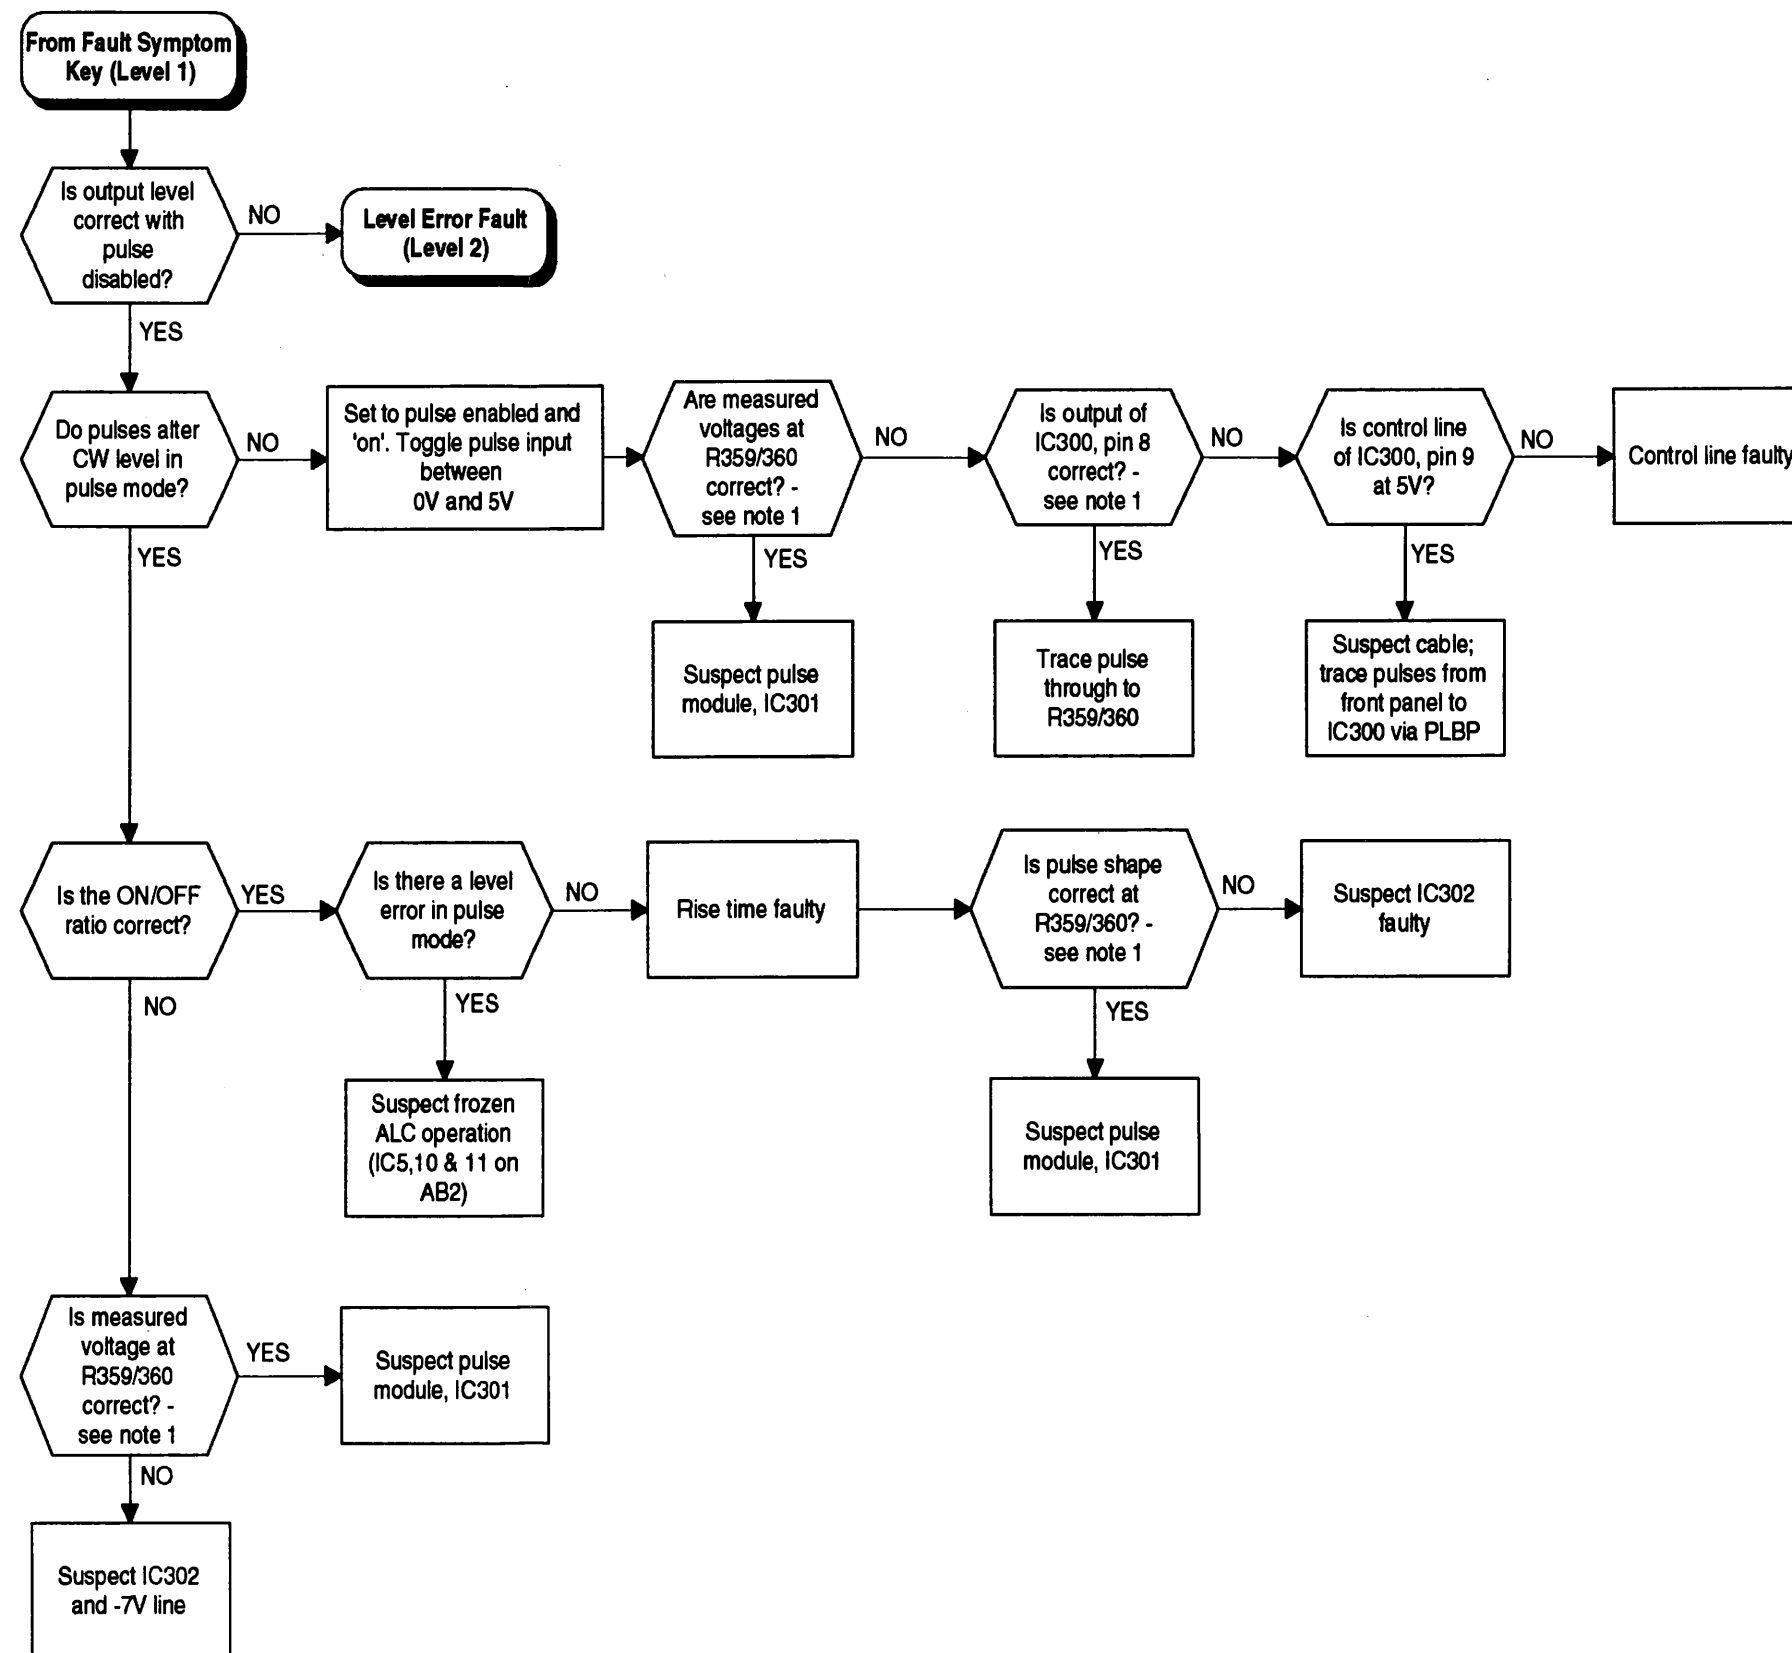 From Fault Symptom
Key (Level 1)
Is output level
correct with
pulse
disabled?
NO
Level Error Fault
(Level 2)
YES
Do pulses alter
CW level in
pulse mode?
NO
Set to pulse enabled and
'on'. Toggle pulse input
between
0V and 5V
Are measured
voltages at
R359/360
correct? -
see note 1
NO
Is output of
IC300, pin 8
correct? -
see note 1
NO
Is control line
of IC300, pin 9
at 5V?
NO
Control line faulty
YES
YES
YES
YES
Suspect pulse
module, IC301
Trace pulse
through to
R359/360
Suspect cable;
trace pulses from
front panel to
IC300 via PLBP
Is the ON/OFF
ratio correct?
YES
Is there a level
error in pulse
mode?
NO
Rise time faulty
Is pulse shape
correct at
R359/360? -
see note 1
NO
Suspect IC302
faulty
NO
YES
YES
Suspect frozen
ALC operation
(IC5,10 & 11 on
AB2)
Suspect pulse
module, IC301
Is measured
voltage at
R359/360
correct? -
see note 1
YES
Suspect pulse
module, IC301
NO
Suspect IC302
and -7V line